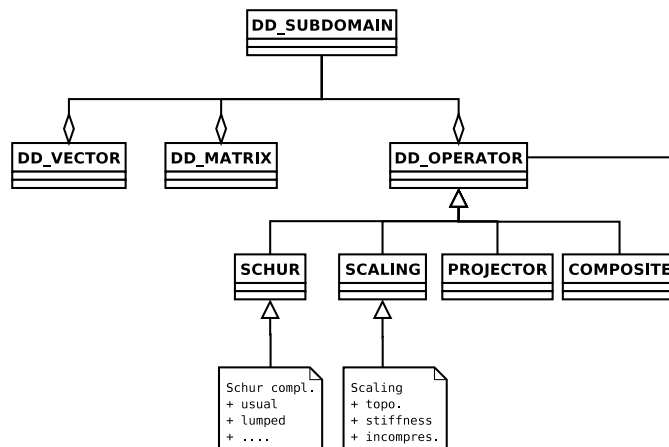 DD_SUBDOMAIN
DD_VECTOR
DD_MATRIX
DD_OPERATOR
SCHUR
SCALING
PROJECTOR
COMPOSITE
Schur compl.
+ usual
+ lumped
+ ....
Scaling
+ topo.
+ stiffness
+ incompres.